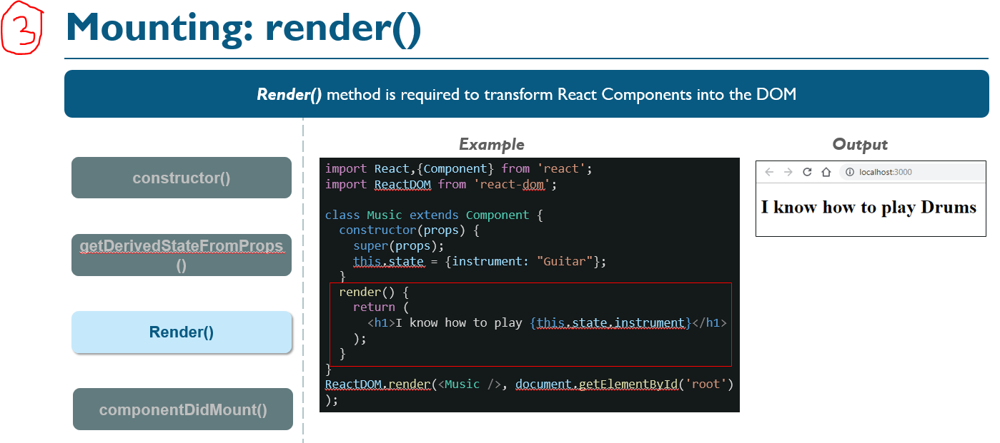 3
Mounting: render()
Render() method is required to transform React Components into the DOM
constructor()
getDerivedStateFromProps
()
Render()
componentDidMount()
Example
import React,{Component} from 'react';
import ReactDOM from 'react-dom';
class Music extends Component {
constructor(props) {
super(props);
this.state = {instrument: "Guitar"};
}
render() {
return (
<h1>I know how to play {this.state.instrument}</h1>
);
}
}
ReactDOM.render(<Music />, document.getElementById('root')
);
Output
localhost:3000
I know how to play Drums